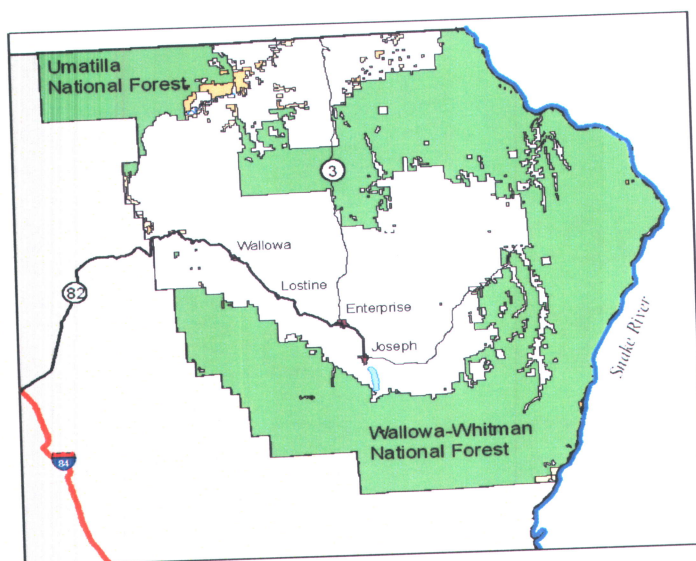 Umatilla
National Forest
3
Wallowa
82
Lostine
Enterprise
Joseph
Snake River
Wallowa-Whitman
National Forest
84